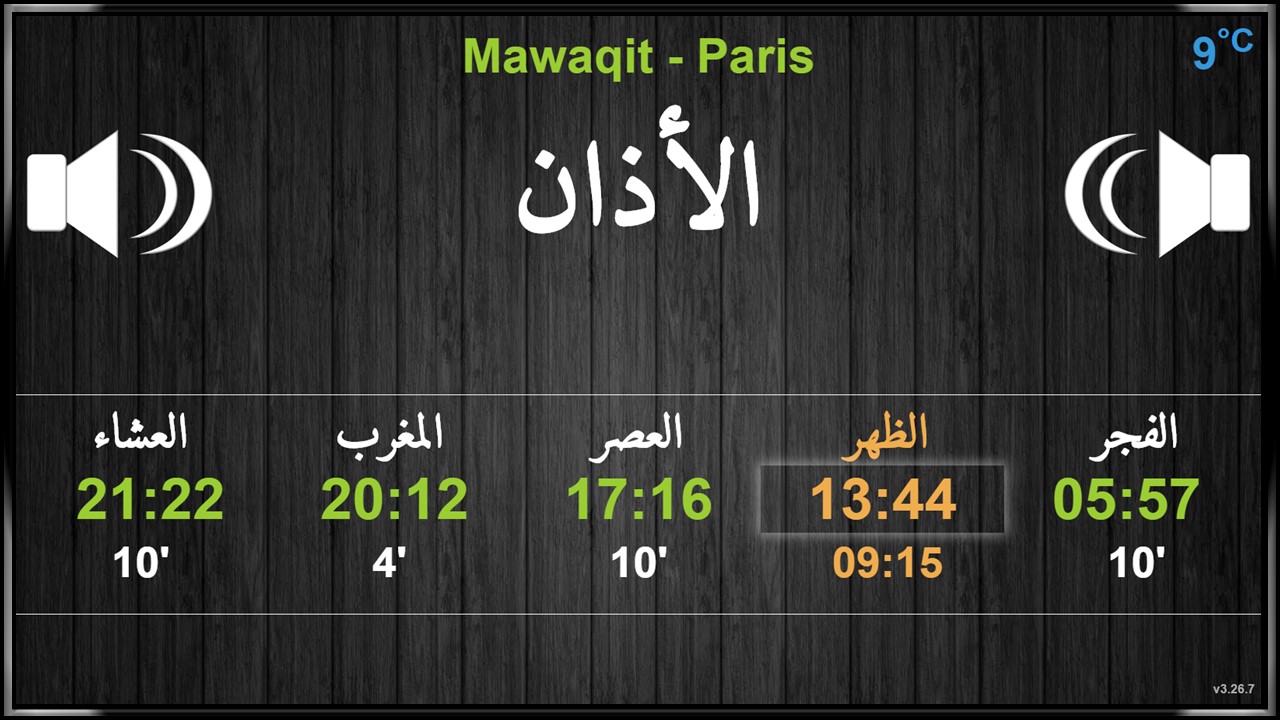 Mawaqit - Paris
9°C
الأذان
الفجر الظهر العصر المغرب العشاء
05:57 13:44 17:16 20:12 21:22
10' 09:15 10' 4' 10'
v3.26.7